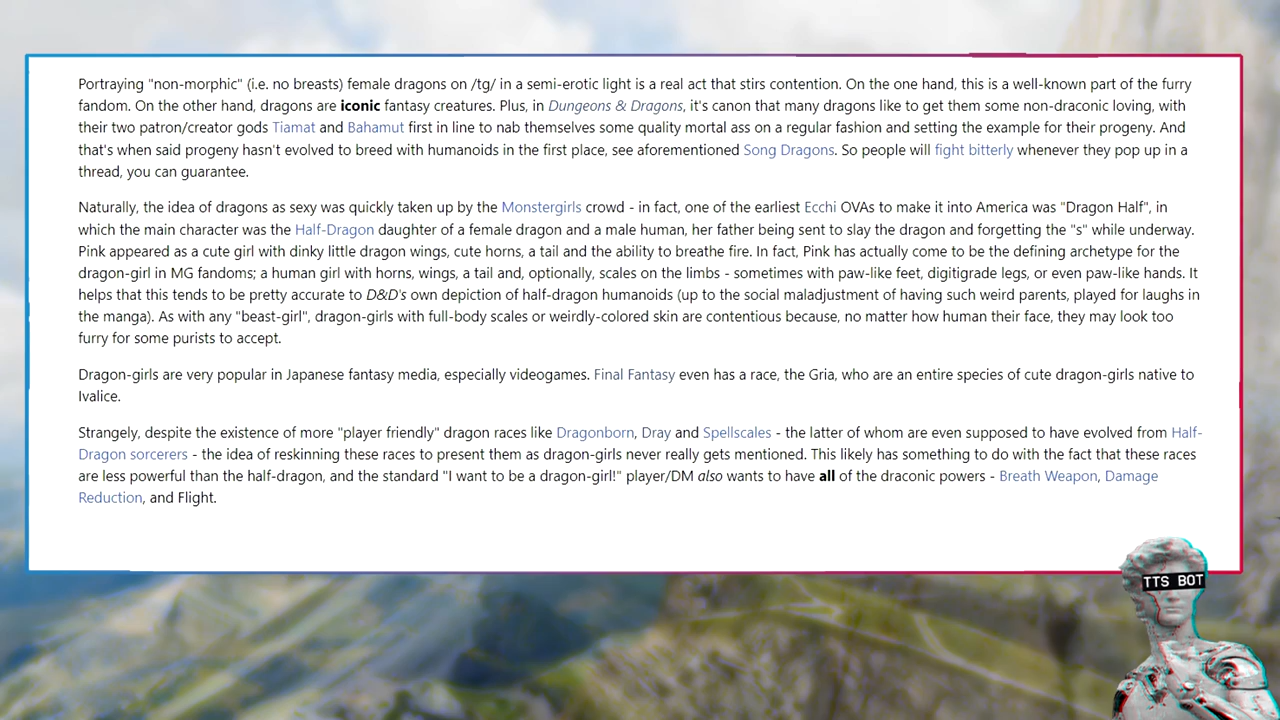 Portraying "non-morphic" (i.e. no breasts) female dragons on /tg/ in a semi-erotic light is a real act that stirs contention. On the one hand, this is a well-known part of the furry
fandom. On the other hand, dragons are iconic fantasy creatures. Plus, in Dungeons & Dragons, it's canon that many dragons like to get them some non-draconic loving, with
their two patron/creator gods Tiamat and Bahamut first in line to nab themselves some quality mortal ass on a regular fashion and setting the example for their progeny. And
that's when said progeny hasn't evolved to breed with humanoids in the first place, see aforementioned Song Dragons. So people will fight bitterly whenever they pop up in a
thread, you can guarantee.
Naturally, the idea of dragons as sexy was quickly taken up by the Monstergirls crowd - in fact, one of the earliest Ecchi OVAs to make it into America was "Dragon Half", in
which the main character was the Half-Dragon daughter of a female dragon and a male human, her father being sent to slay the dragon and forgetting the "s" while underway.
Pink appeared as a cute girl with dinky little dragon wings, cute horns, a tail and the ability to breathe fire. In fact, Pink has actually come to be the defining archetype for the
dragon-girl in MG fandoms; a human girl with horns, wings, a tail and, optionally, scales on the limbs - sometimes with paw-like feet, digitigrade legs, or even paw-like hands. It
helps that this tends to be pretty accurate to D&D's own depiction of half-dragon humanoids (up to the social maladjustment of having such weird parents, played for laughs in
the manga). As with any "beast-girl", dragon-girls with full-body scales or weirdly-colored skin are contentious because, no matter how human their face, they may look too
furry for some purists to accept.
Dragon-girls are very popular in Japanese fantasy media, especially videogames. Final Fantasy even has a race, the Gria, who are an entire species of cute dragon-girls native to
Ivalice.
Strangely, despite the existence of more "player friendly" dragon races like Dragonborn, Dray and Spellscales - the latter of whom are even supposed to have evolved from Half-
Dragon sorcerers - the idea of reskinning these races to present them as dragon-girls never really gets mentioned. This likely has something to do with the fact that these races
are less powerful than the half-dragon, and the standard "I want to be a dragon-girl!" player/DM also wants to have all of the draconic powers - Breath Weapon, Damage
Reduction, and Flight.
TTS BOT